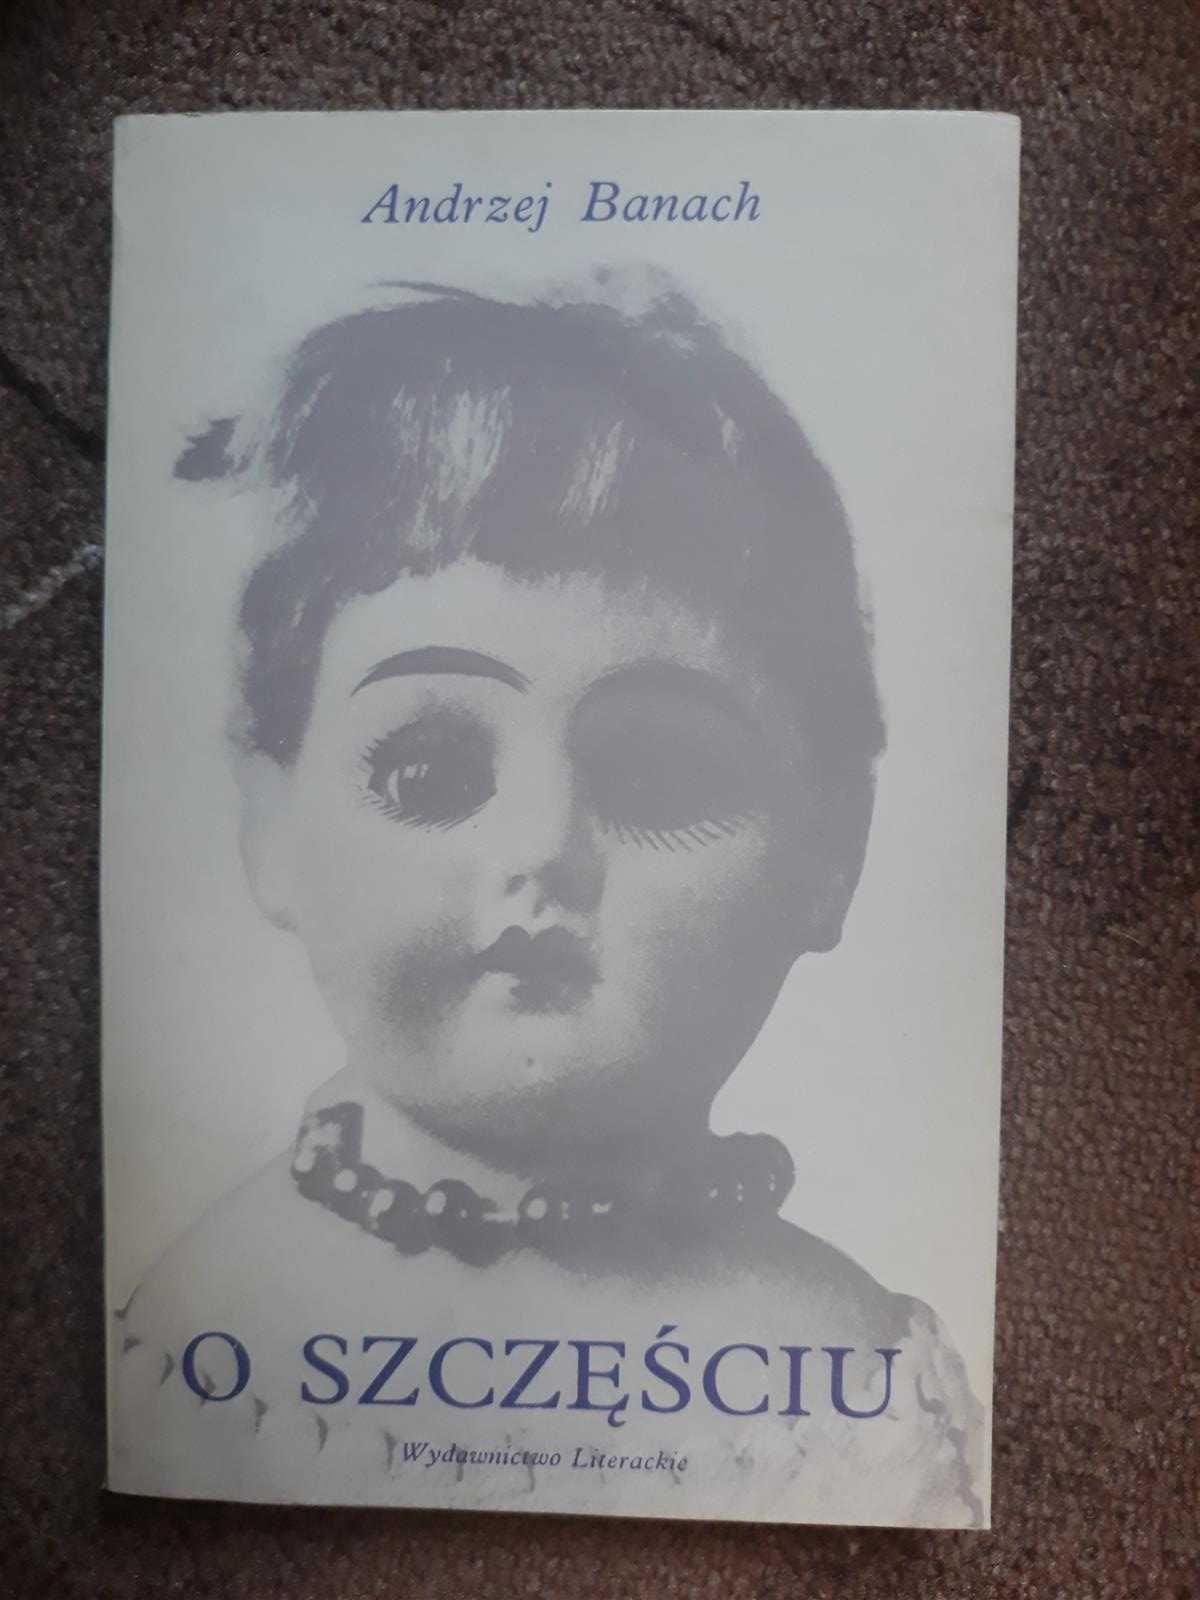 Andrzej Banach
O SZCZĘŚCIU
Wydawnictwo Literackie